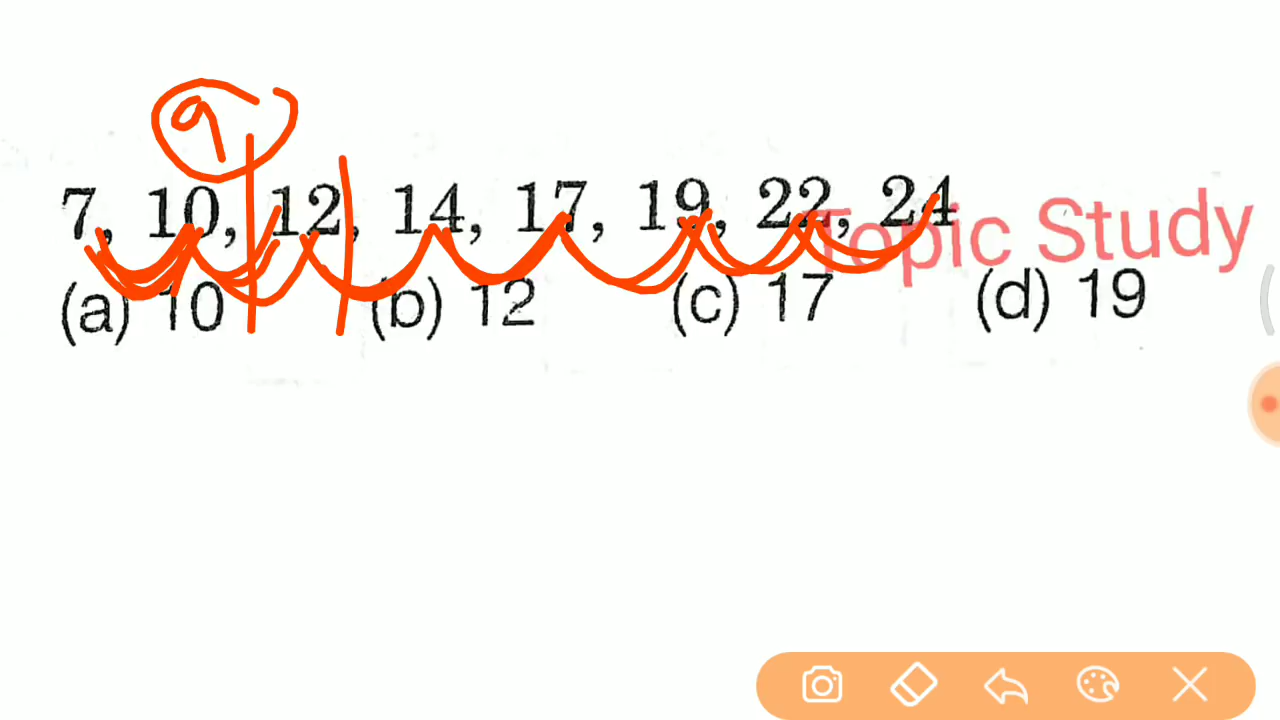 9
7, 10, 12, 14, 17, 19, 22, 24
Topic Study
(a) 10 (b) 12 (c) 17 (d) 19